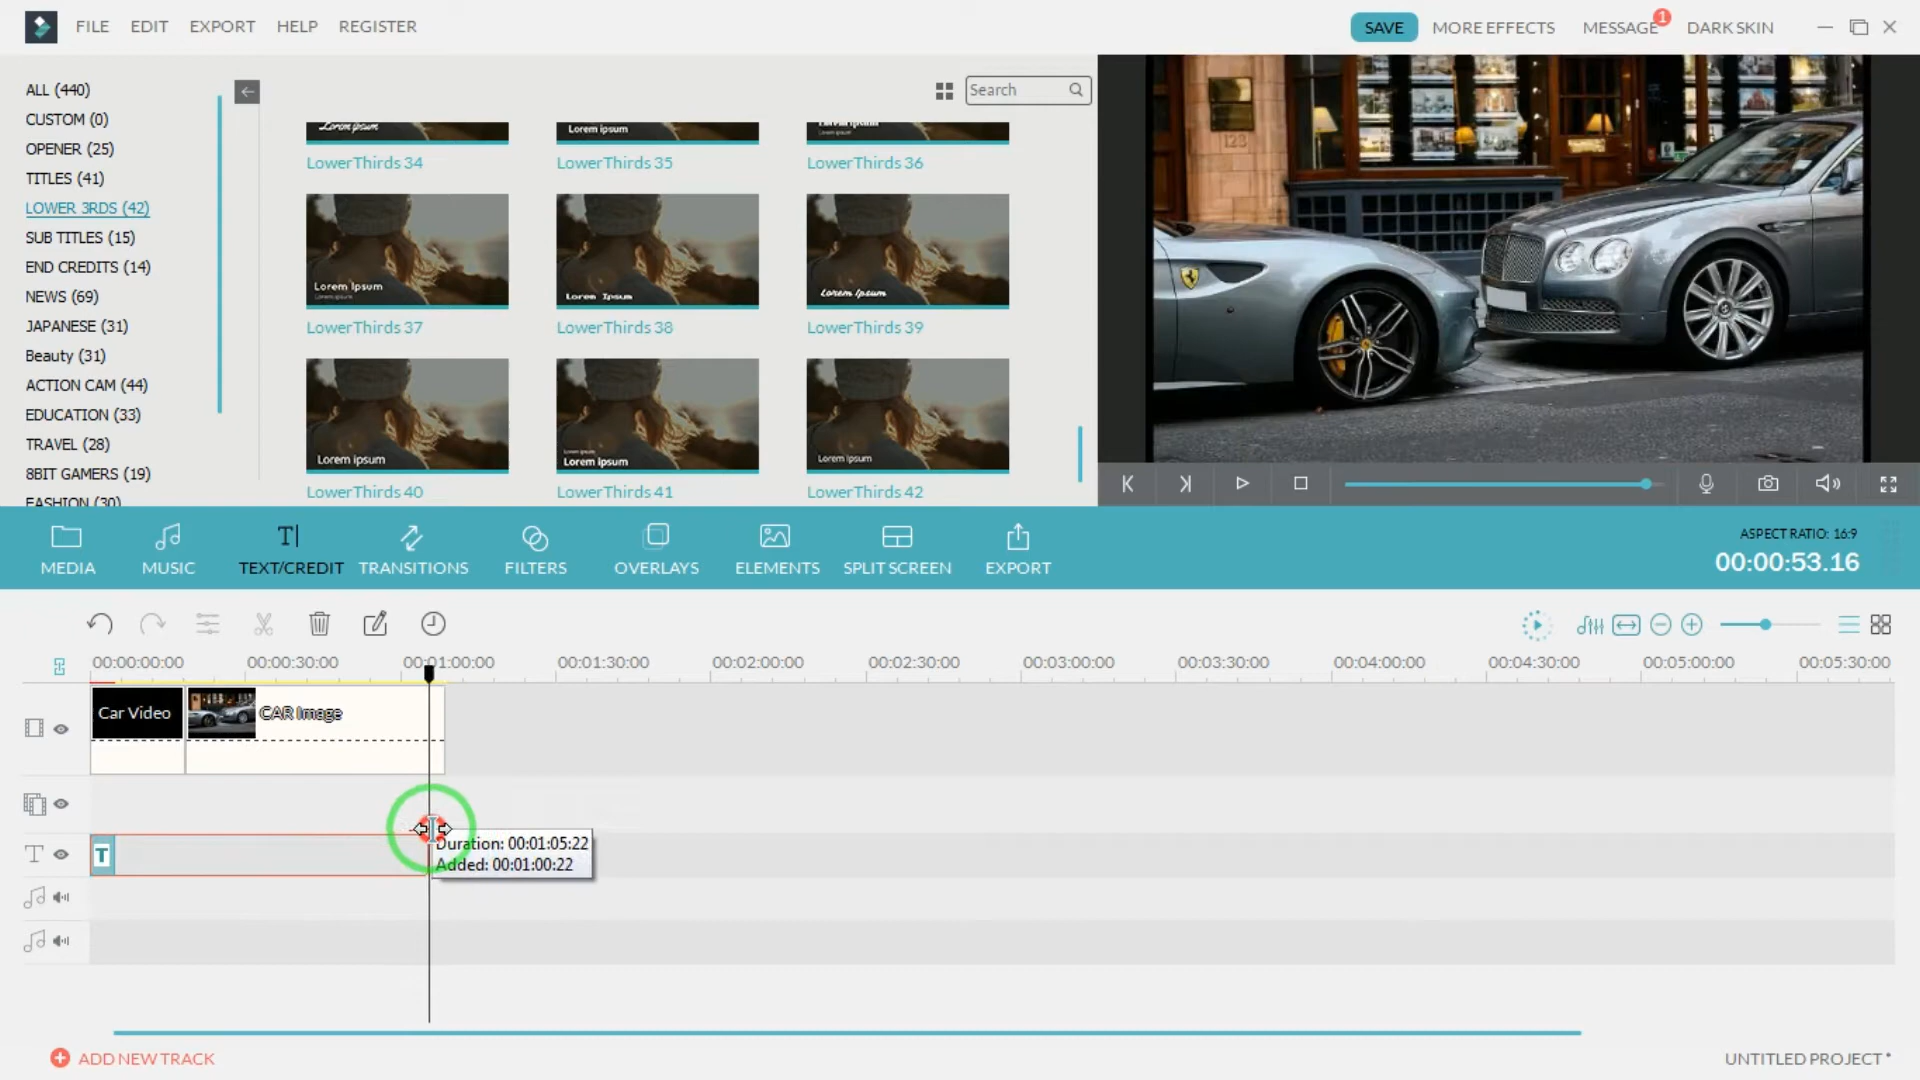 FILE EDIT EXPORT HELP REGISTER
SAVE MORE EFFECTS MESSAGE 1 DARK SKIN
ALL (440)
CUSTOM (0)
OPENER (25)
TITLES (41)
LOWER 3RDS (42)
SUB TITLES (15)
END CREDITS (14)
NEWS (69)
JAPANESE (31)
Beauty (31)
ACTION CAM (44)
EDUCATION (33)
TRAVEL (28)
8BIT GAMERS (19)
FASHION (30)
Search
Lorem Ipsum
Lorem ipsum
LowerThirds 34
LowerThirds 35
LowerThirds 36
Lorem Ipsum
Lorem Ipsum
Lorem Ipsum
LowerThirds 37
LowerThirds 38
LowerThirds 39
Lorem Ipsum
Lorem Ipsum
Lorem Ipsum
LowerThirds 40
LowerThirds 41
LowerThirds 42
123
MEDIA
MUSIC
T TEXT/CREDIT
TRANSITIONS
FILTERS
OVERLAYS
ELEMENTS
SPLIT SCREEN
EXPORT
ASPECT RATIO: 16:9
00:00:53.16
00:00:00:00 00:00:30:00 00:01:00:00 00:01:30:00 00:02:00:00 00:02:30:00 00:03:00:00 00:03:30:00 00:04:00:00 00:04:30:00 00:05:00:00 00:05:30:00
Car Video
CAR Image
T
T
Duration: 00:01:05:22
Added: 00:01:00:22
ADD NEW TRACK
UNTITLED PROJECT *